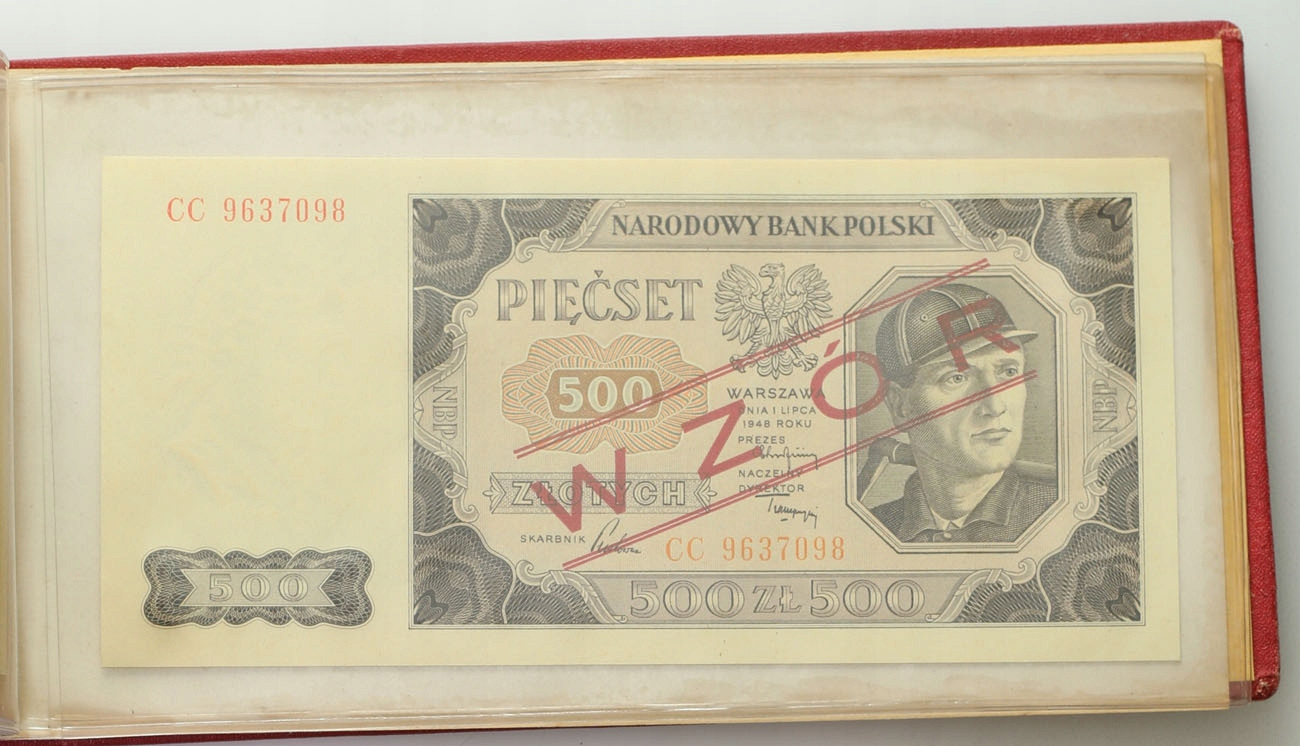 CC 9637098
NARODOWY BANK POLSKI
PIĘĆSET
500
ZŁOTYCH
WARSZAWA
DNIA 1 LIPCA
1948 ROKU
PREZES
NACZELNY
DYREKTOR
SKARBNIK
CC 9637098
WZÓR
NBP
NBP
500
500 ZŁ 500